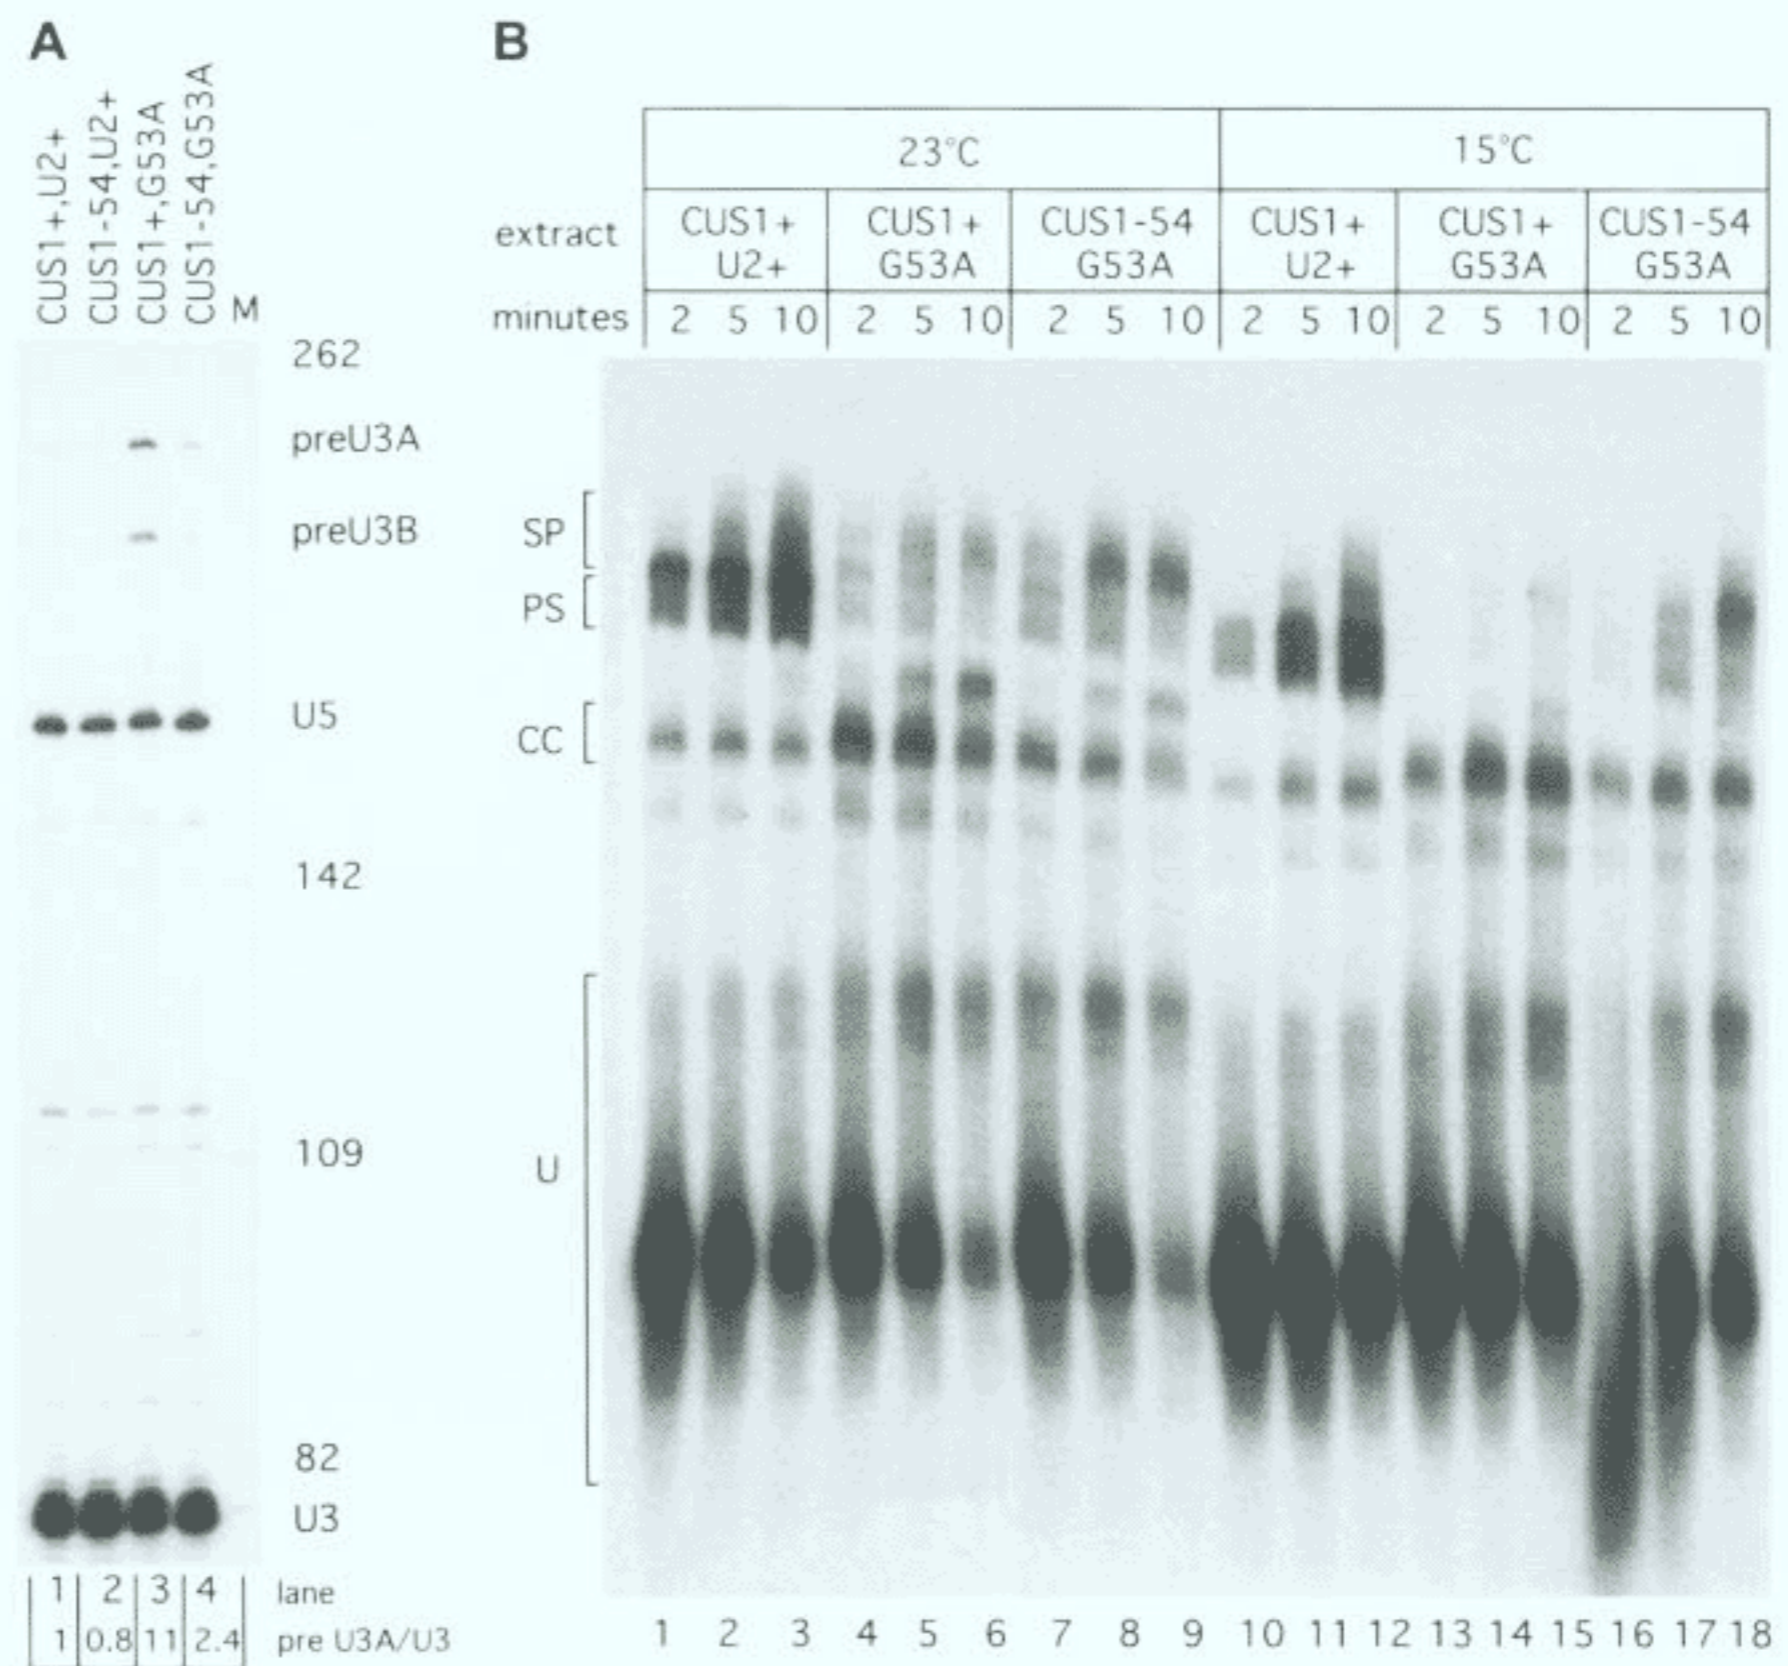 A
CUS1+,U2+
CUS1-54,U2+
CUS1+,G53A
CUS1-54,G53A
M
262
preU3A
preU3B
U5
142
109
82
U3
1 2 3 4 lane
1 0.8 11 2.4 pre U3A/U3
B
23°C 15°C
extract CUS1+ CUS1+ CUS1-54 CUS1+ CUS1+ CUS1-54
U2+ G53A G53A U2+ G53A G53A
minutes 2 5 10 2 5 10 2 5 10 2 5 10 2 5 10 2 5 10
SP
PS
CC
U
1 2 3 4 5 6 7 8 9 10 11 12 13 14 15 16 17 18